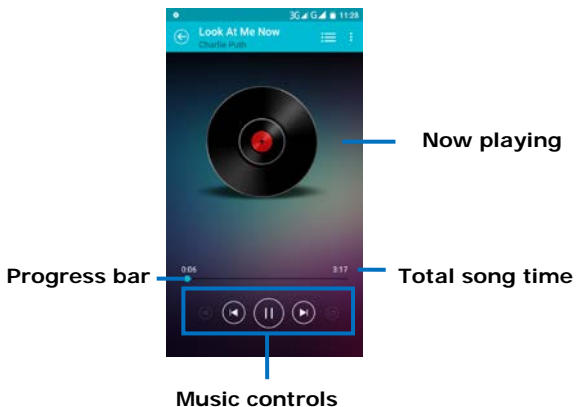 3G G 11:28
Look At Me Now
Charlie Puth
Now playing
0:06 3:17
Progress bar
Total song time
Music controls